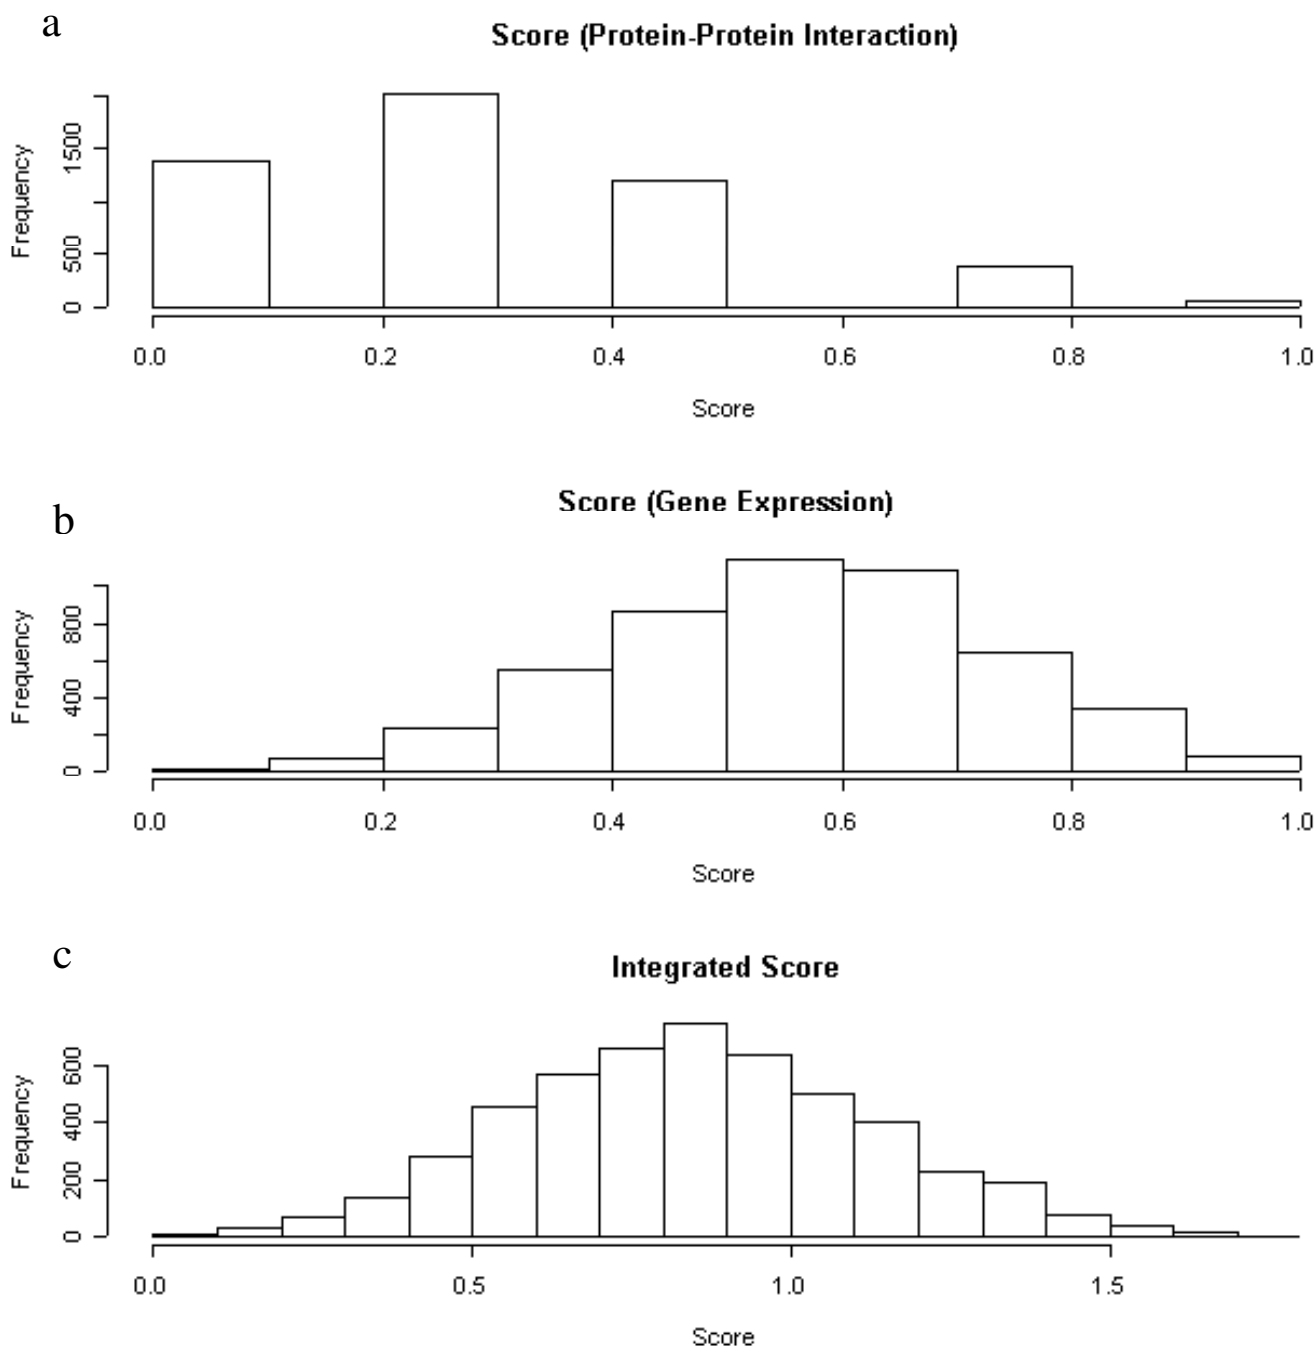 a
Score (Protein-Protein Interaction)
Frequency
0 500 1500
0.0 0.2 0.4 0.6 0.8 1.0
Score
b
Score (Gene Expression)
Frequency
0 400 800
0.0 0.2 0.4 0.6 0.8 1.0
Score
c
Integrated Score
Frequency
0 200 400 600
0.0 0.5 1.0 1.5
Score